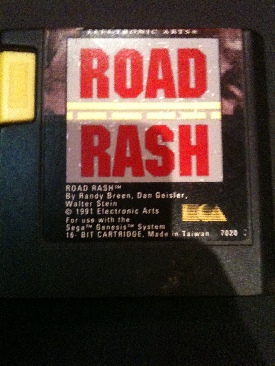 ELECTRONIC ARTS®
ROAD
RASH
ROAD RASH™
By Randy Breen, Dan Geisler,
Walter Stein
© 1991 Electronic Arts
For use with the
Sega™ Genesis™ System
16-BIT CARTRIDGE, Made in Taiwan 7020